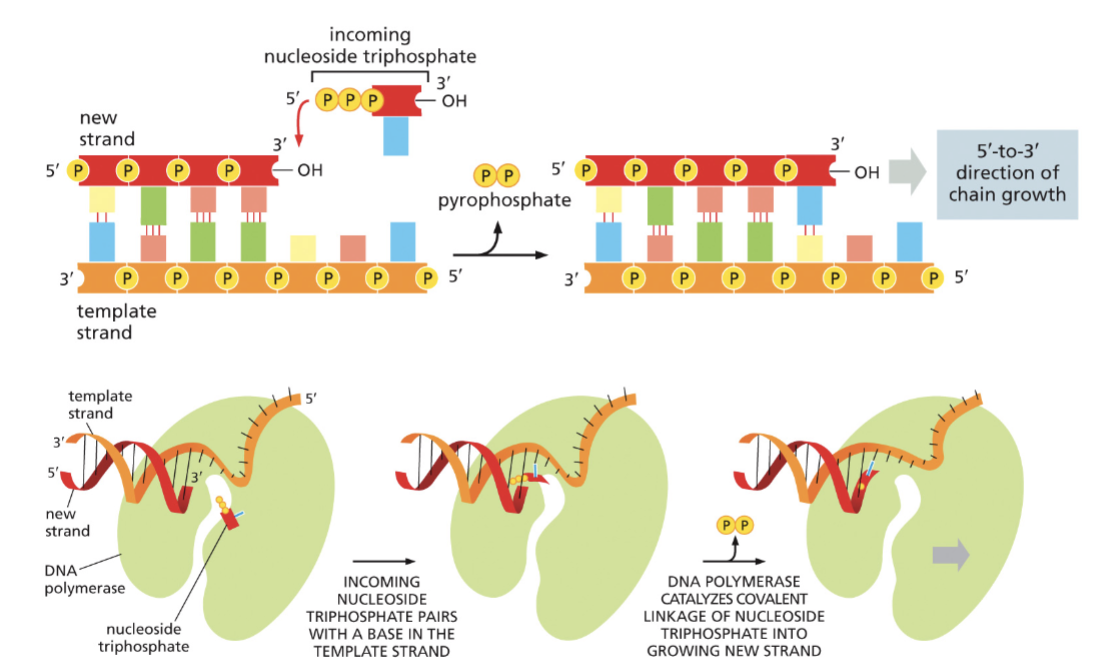 incoming
nucleoside triphosphate
3′
5′ P P P OH
new
strand
3′
5′ P P P P OH
3′ P P P P P P P 5′
template
strand
P P
pyrophosphate
3′
5′ P P P P P OH
3′ P P P P P P P 5′
5′-to-3′
direction of
chain growth
template
strand
5′
3′
5′
3′
new
strand
DNA
polymerase
nucleoside
triphosphate
INCOMING
NUCLEOSIDE
TRIPHOSPHATE PAIRS
WITH A BASE IN THE
TEMPLATE STRAND
P P
DNA POLYMERASE
CATALYZES COVALENT
LINKAGE OF NUCLEOSIDE
TRIPHOSPHATE INTO
GROWING NEW STRAND